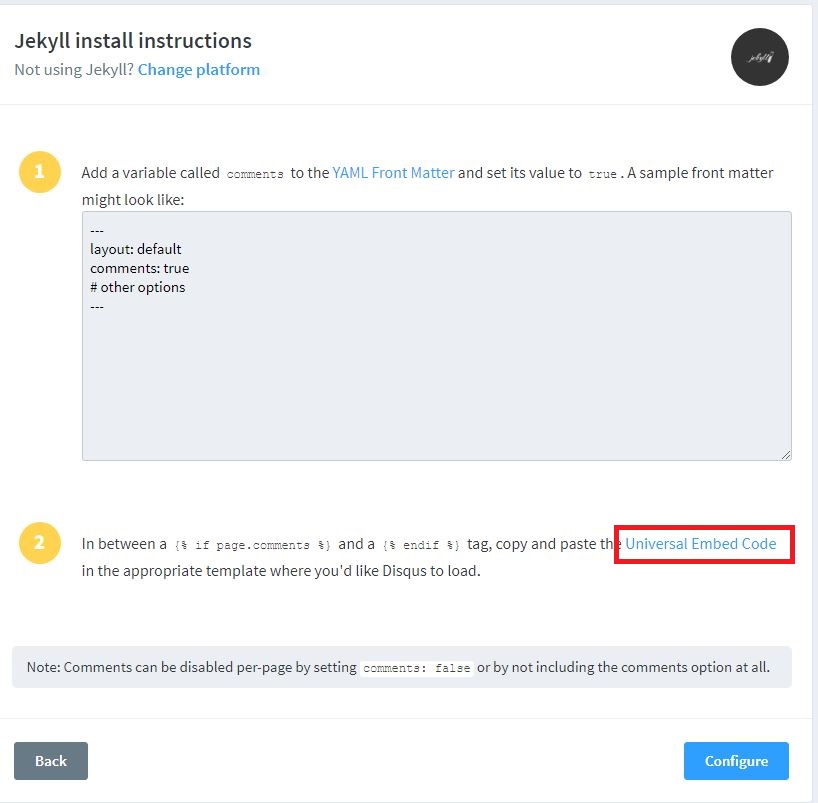 Jekyll install instructions
Not using Jekyll? Change platform
jekyll
1
Add a variable called comments to the YAML Front Matter and set its value to true. A sample front matter
might look like:
---
layout: default
comments: true
# other options
---
2
In between a {% if page.comments %} and a {% endif %} tag, copy and paste the Universal Embed Code
in the appropriate template where you'd like Disqus to load.
Note: Comments can be disabled per-page by setting comments: false or by not including the comments option at all.
Back
Configure